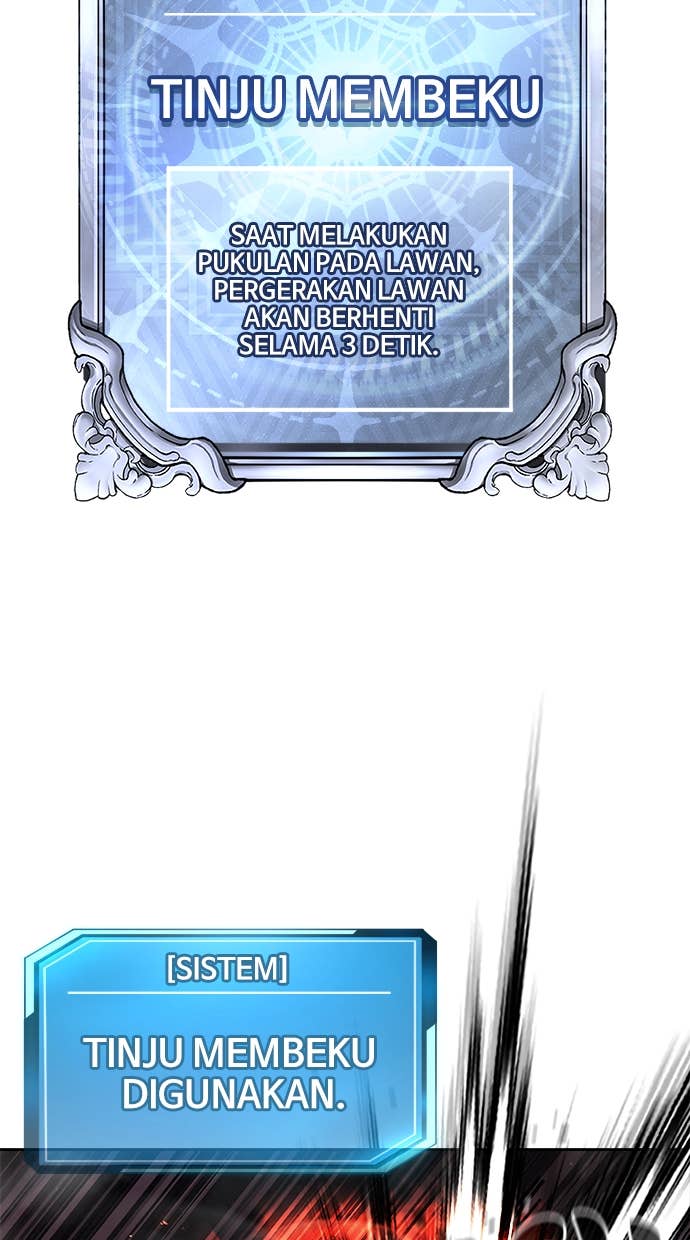 TINJU MEMBEKU
SAAT MELAKUKAN
PUKULAN PADA LAWAN,
PERGERAKAN LAWAN
AKAN BERHENTI
SELAMA 3 DETIK.
[SISTEM]
TINJU MEMBEKU
DIGUNAKAN.